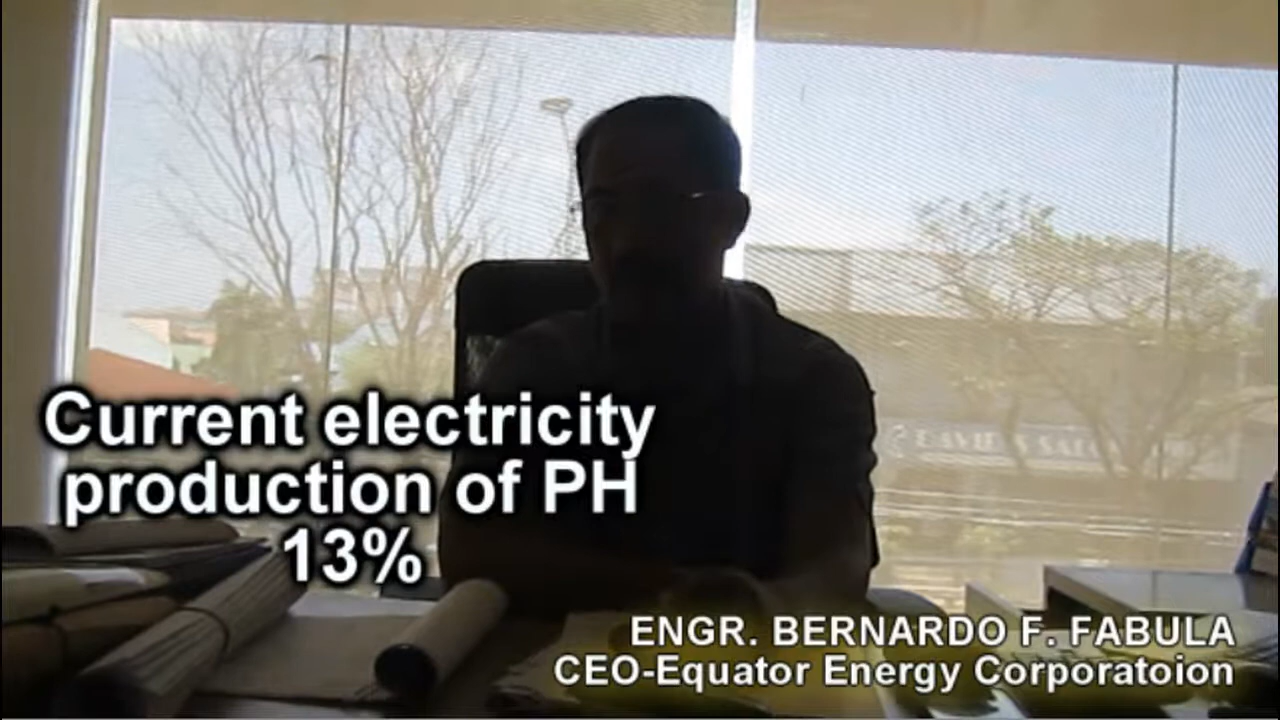 Current electricity
production of PH
13%
ENGR. BERNARDO F. FABULA
CEO-Equator Energy Corporatoion